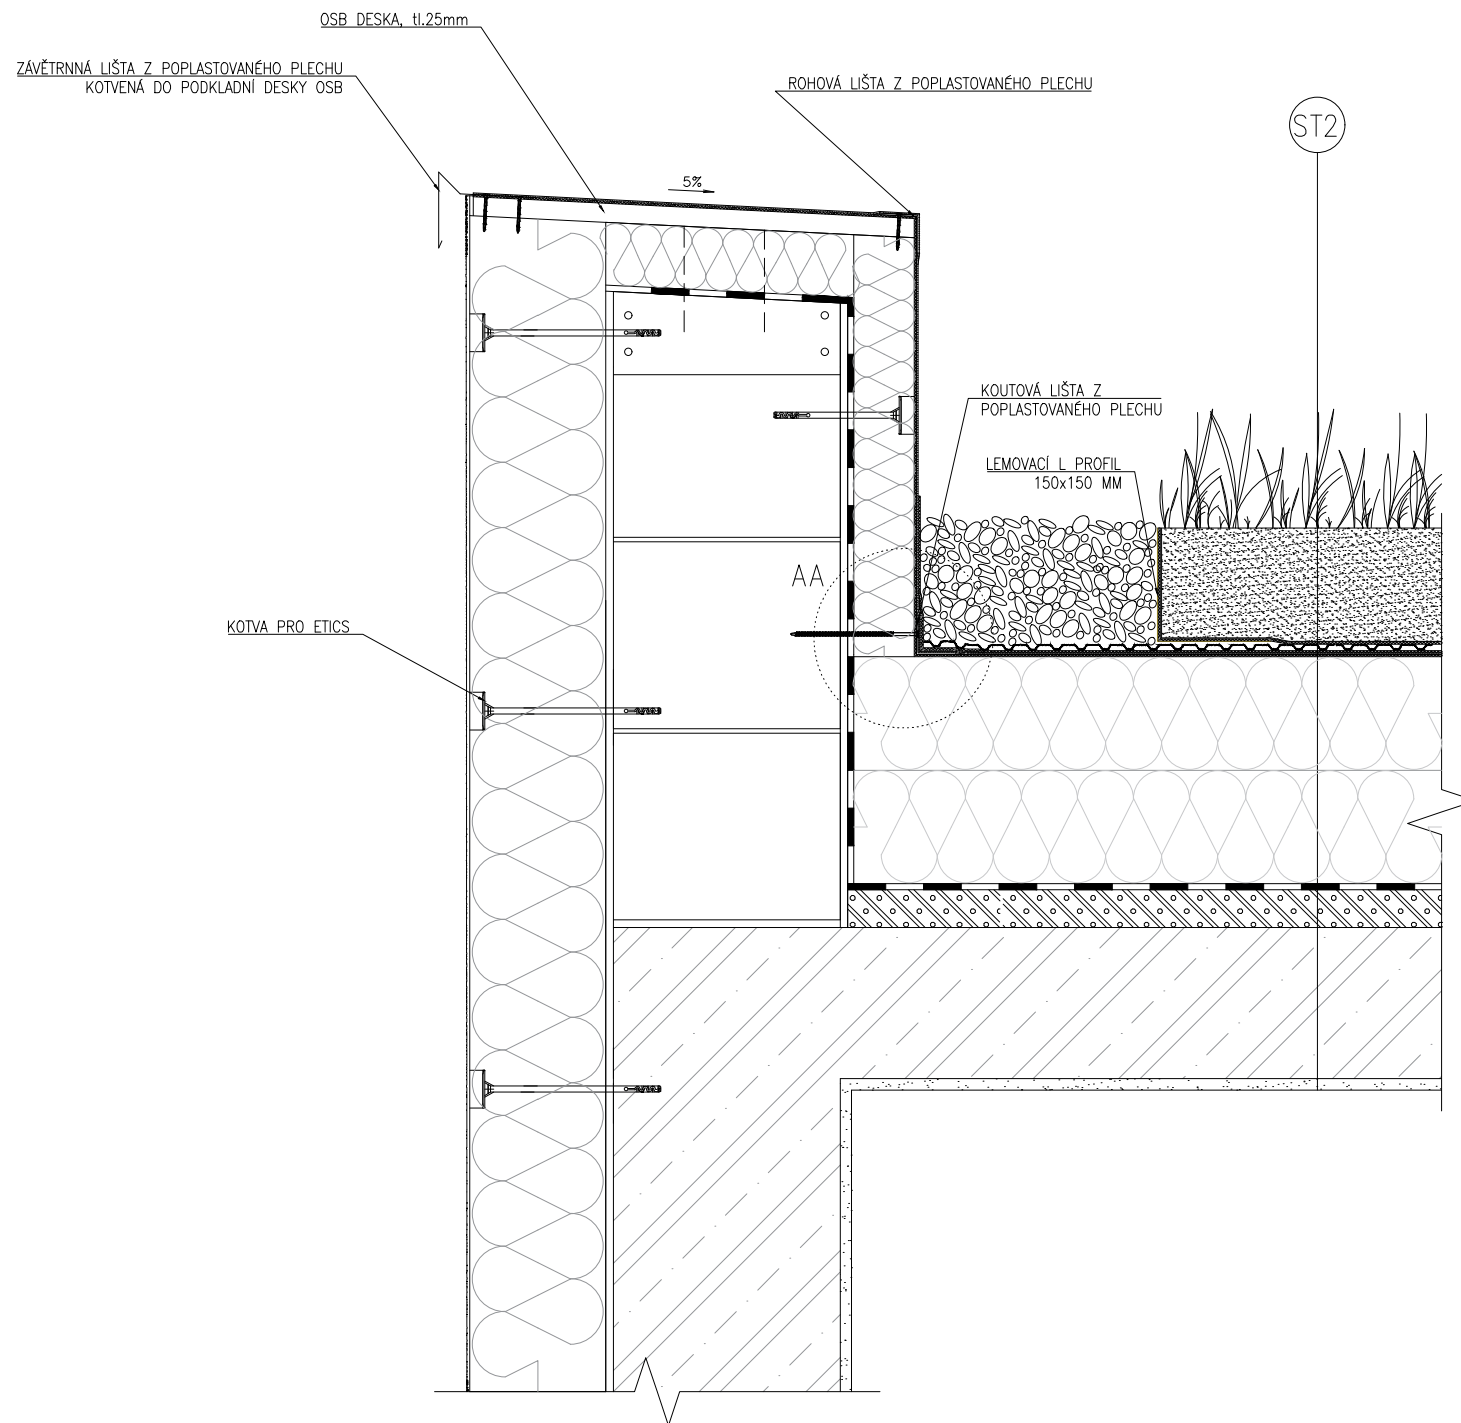 OSB DESKA, tl.25mm
ZÁVĚTRNNÁ LIŠTA Z POPLASTOVANÉHO PLECHU
KOTVENÁ DO PODKLADNÍ DESKY OSB
ROHOVÁ LIŠTA Z POPLASTOVANÉHO PLECHU
ST2
5%
KOUTOVÁ LIŠTA Z
POPLASTOVANÉHO PLECHU
LEMOVACÍ L PROFIL
150x150 MM
AA
KOTVA PRO ETICS